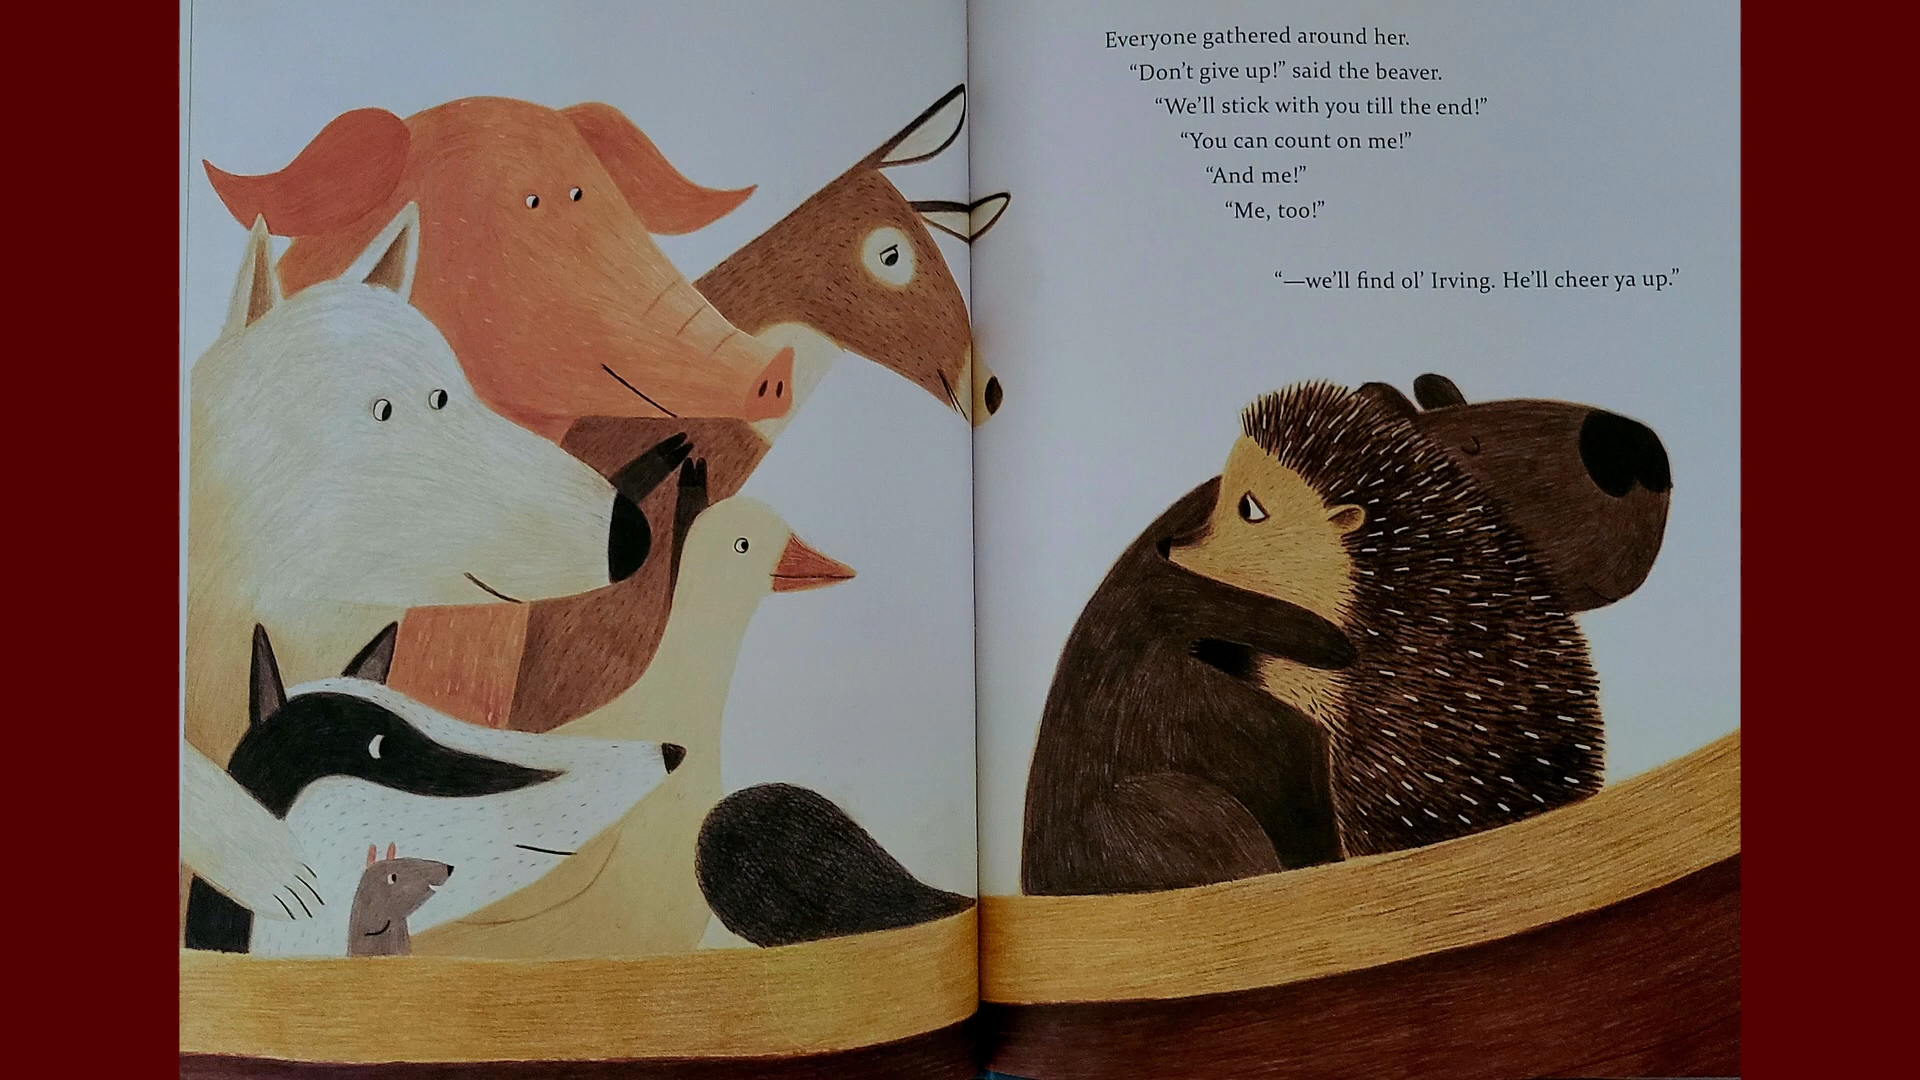 Everyone gathered around her.
“Don’t give up!” said the beaver.
“We’ll stick with you till the end!”
“You can count on me!”
“And me!”
“Me, too!”
“—we’ll find ol’ Irving. He’ll cheer ya up.”